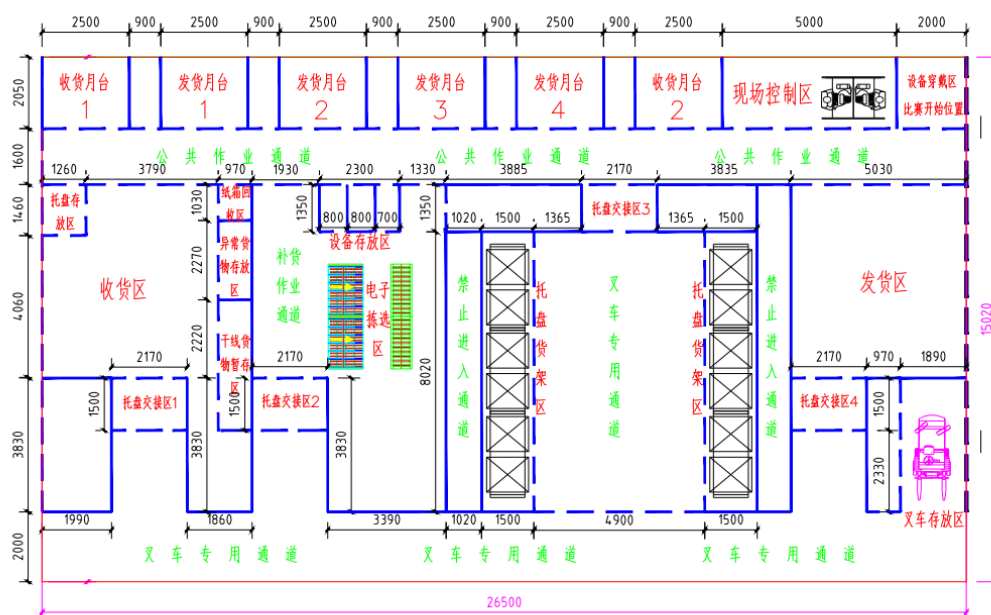 2500 900 2500 900 2500 900 2500 900 2500 900 2500 5000 2000
2050
收货月台
1
发货月台
1
发货月台
2
发货月台
3
发货月台
4
收货月台
2
现场控制区
设备穿戴区
比赛开始位置
1600
公共作业通道
公共作业通道
公共作业通道
1260 3790 970 1930 2300 1330 3885 2170 3835 5030
1460
托盘存
放区
纸箱回
收区
1030
1350
800 800 700
1350
1020 1500 1365
托盘交接区3
1365 1500
设备存放区
4060
收货区
2270
异常货
物存放
区
补货
作业
通道
电子
拣选
区
8020
禁止进入通道
托盘货架区
叉车专用通道
托盘货架区
禁止进入通道
发货区
15020
2220
干线货
物暂存
区
2170
2170
2170 970 1890
3830
1500
托盘交接区1
3830
1500
托盘交接区2
3830
托盘交接区4
1500
2330
叉车存放区
1990 1860 3390 1020 1500 4900 1500
2000
叉车专用通道
叉车专用通道
叉车专用通道
26500